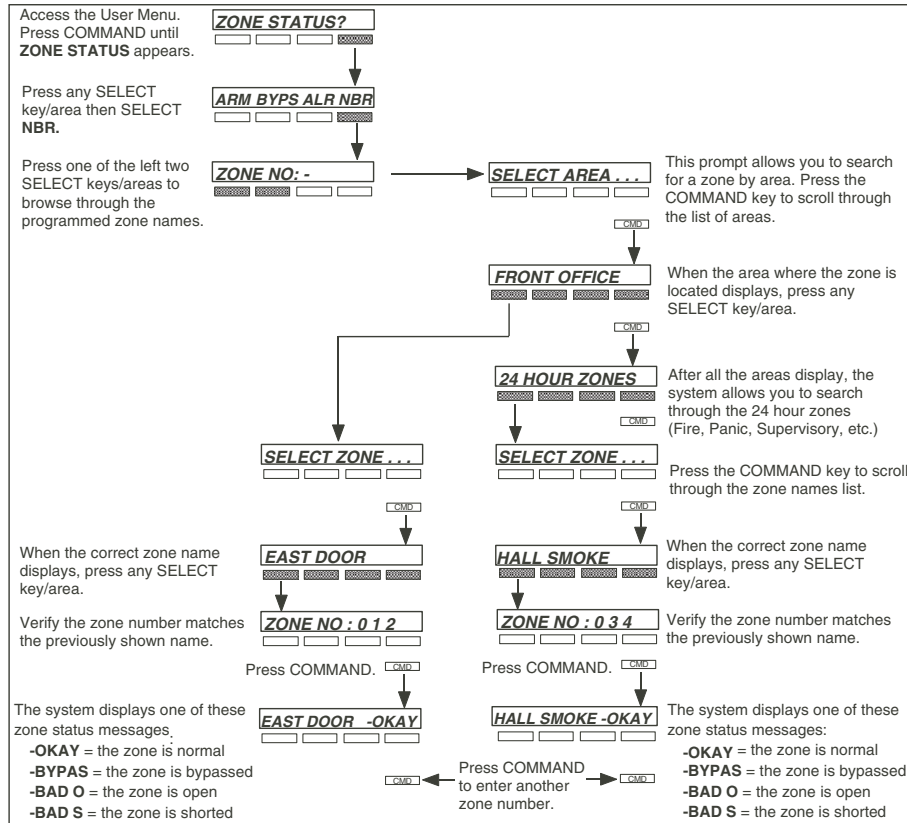 Access the User Menu.
Press COMMAND until
ZONE STATUS appears.
ZONE STATUS?
Press any SELECT
key/area then SELECT
NBR.
ARM BYPS ALR NBR
Press one of the left two
SELECT keys/areas to
browse through the
programmed zone names.
ZONE NO: -
SELECT AREA . . .
This prompt allows you to search
for a zone by area. Press the
COMMAND key to scroll through
the list of areas.
CMD
FRONT OFFICE
When the area where the zone is
located displays, press any
SELECT key/area.
CMD
24 HOUR ZONES
After all the areas display, the
system allows you to search
through the 24 hour zones
(Fire, Panic, Supervisory, etc.)
CMD
SELECT ZONE . . .
SELECT ZONE . . .
Press the COMMAND key to scroll
through the zone names list.
CMD
CMD
When the correct zone name
displays, press any SELECT
key/area.
EAST DOOR
HALL SMOKE
When the correct zone name
displays, press any SELECT
key/area.
Verify the zone number matches
the previously shown name.
ZONE NO : 0 1 2
ZONE NO : 0 3 4
Verify the zone number matches
the previously shown name.
Press COMMAND. CMD
Press COMMAND. CMD
The system displays one of these
zone status messages.
-OKAY = the zone is normal
-BYPAS = the zone is bypassed
-BAD O = the zone is open
-BAD S = the zone is shorted
EAST DOOR -OKAY
HALL SMOKE -OKAY
The system displays one of these
zone status messages:
-OKAY = the zone is normal
-BYPAS = the zone is bypassed
-BAD O = the zone is open
-BAD S = the zone is shorted
CMD
Press COMMAND
to enter another
zone number.
CMD